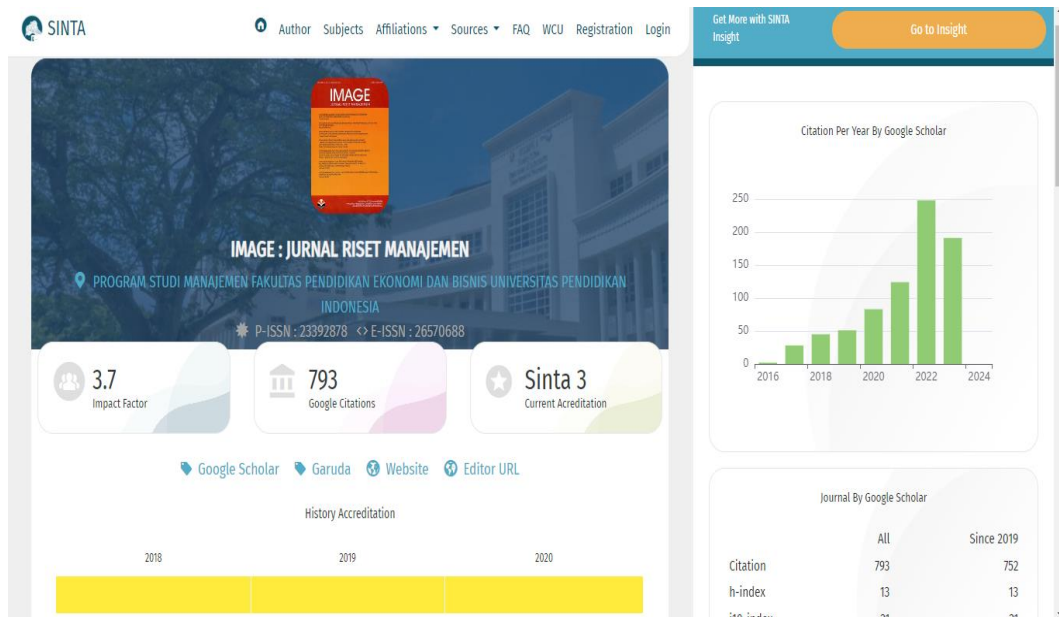 SINTA
Author Subjects Affiliations Sources FAQ WCU Registration Login
Get More with SINTA
Insight
Go to Insight
IMAGE
IMAGE : JURNAL RISET MANAJEMEN
PROGRAM STUDI MANAJEMEN FAKULTAS PENDIDIKAN EKONOMI DAN BISNIS UNIVERSITAS PENDIDIKAN
INDONESIA
P-ISSN : 23392878 <> E-ISSN : 26570688
3.7
Impact Factor
793
Google Citations
Sinta 3
Current Acreditation
Google Scholar Garuda Website Editor URL
History Accreditation
2018 2019 2020
Citation Per Year By Google Scholar
250
200
150
100
50
0
2016 2018 2020 2022 2024
Journal By Google Scholar
All Since 2019
Citation 793 752
h-index 13 13